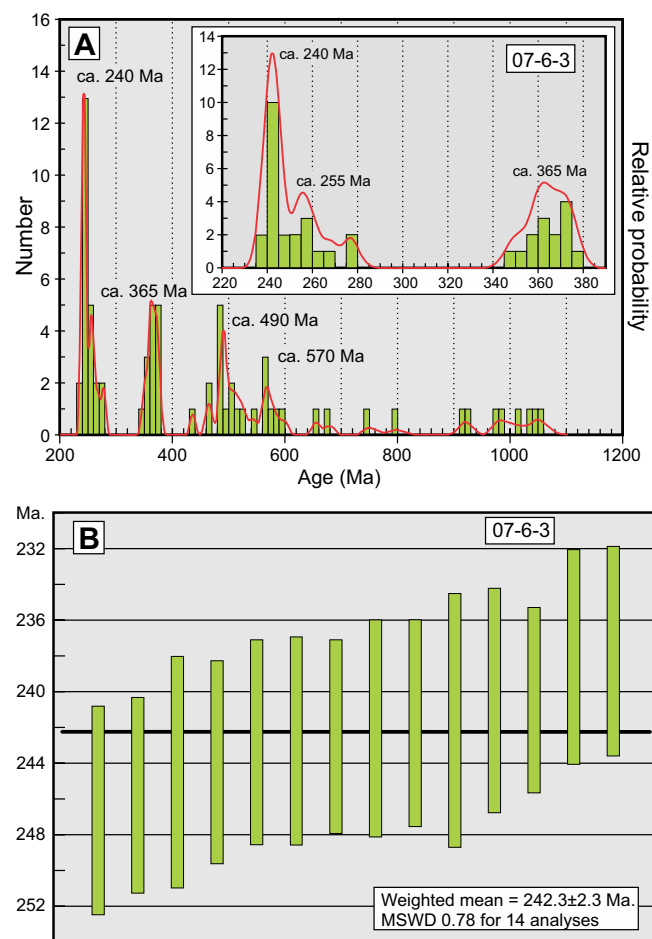 A
07-6-3
ca. 240 Ma
ca. 255 Ma
ca. 365 Ma
14
12
10
8
6
4
2
0
220 240 260 280 300 320 340 360 380
ca. 240 Ma
ca. 365 Ma
ca. 490 Ma
ca. 570 Ma
16
14
12
10
8
6
4
2
0
Number
Relative probability
200 400 600 800 1000 1200
Age (Ma)
B
07-6-3
Ma.
232
236
240
244
248
252
Weighted mean = 242.3±2.3 Ma.
MSWD 0.78 for 14 analyses